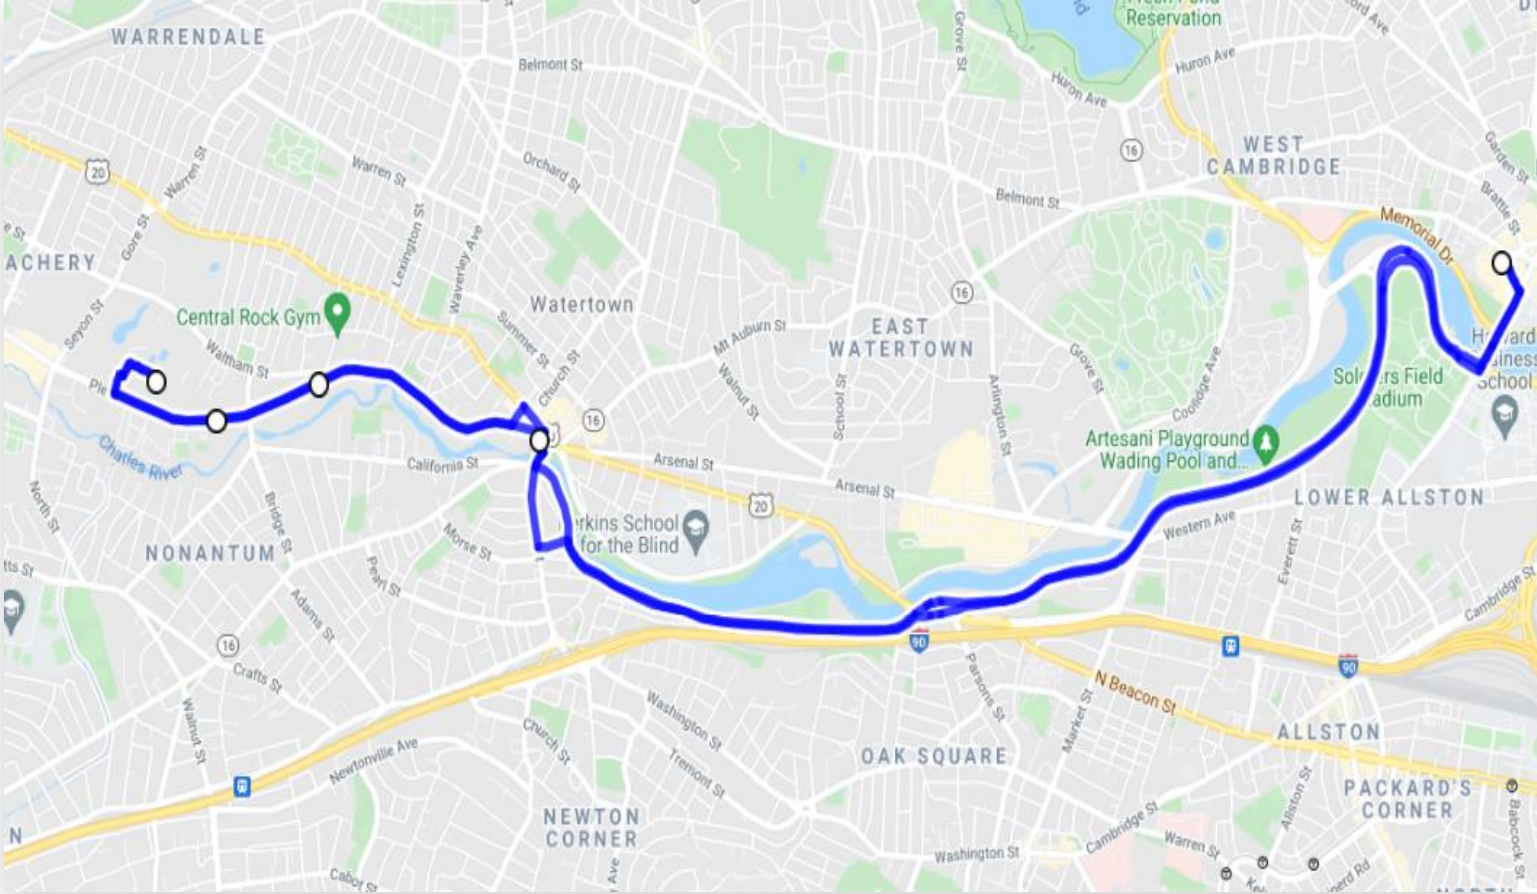 WARRENDALE
Belmont St
Grove St
Reservation
Huron Ave
Huron Ave
16
WEST
CAMBRIDGE
Garden St
20
Warren St
Warren St
Orchard St
Belmont St
Brattle St
Memorial Dr
Gore St
Lexington St
Waverley Ave
ACHERY
Seyon St
Central Rock Gym
Watertown
Summer St
Church St
Mt Auburn St
16
EAST
WATERTOWN
Waltham St
Walnut St
School St
Grove St
Arlington St
Coolidge Ave
School
Ple
16
Charles River
California St
Arsenal St
Arsenal St
20
Artesani Playground
Wading Pool and...
LOWER ALLSTON
Western Ave
Everett St
North St
Bridge St
NONANTUM
Morse St
Pearl St
Adams St
erkins School
for the Blind
Cambridge St
tts St
16
Crafts St
90
90
Walnut St
Parsons St
N Beacon St
Market St
Newtonville Ave
Church St
Washington St
Tremont St
OAK SQUARE
ALLSTON
Allston St
PACKARD'S
CORNER
Babcock St
N
NEWTON
CORNER
Cambridge St
Warren St
Washington St
Cabot St